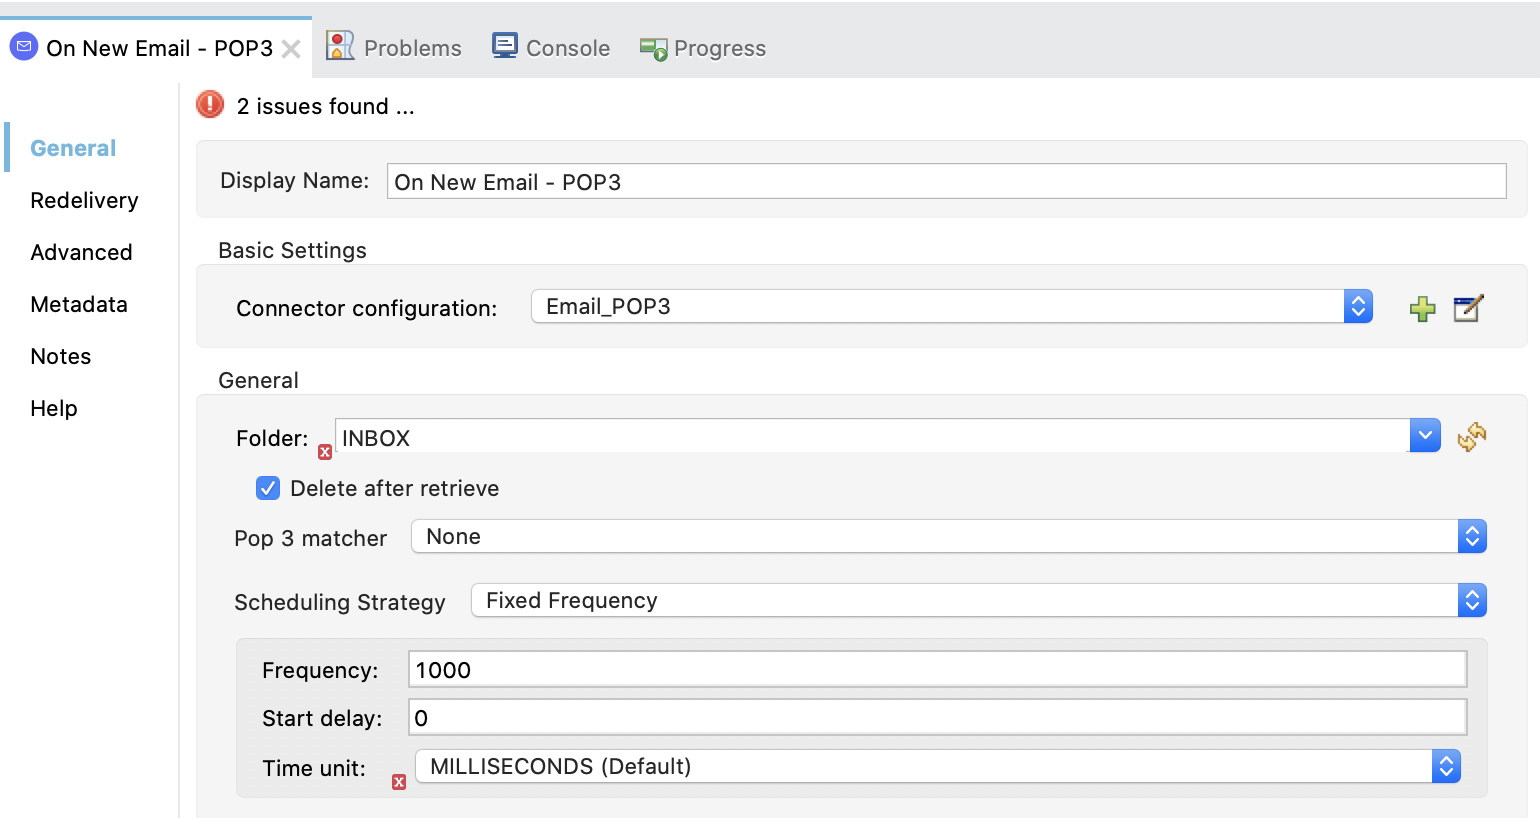 On New Email - POP3
Problems
Console
Progress
2 issues found ...
General
Redelivery
Advanced
Metadata
Notes
Help
Display Name: On New Email - POP3
Basic Settings
Connector configuration: Email_POP3
General
Folder: INBOX
Delete after retrieve
Pop 3 matcher None
Scheduling Strategy Fixed Frequency
Frequency: 1000
Start delay: 0
Time unit: MILLISECONDS (Default)